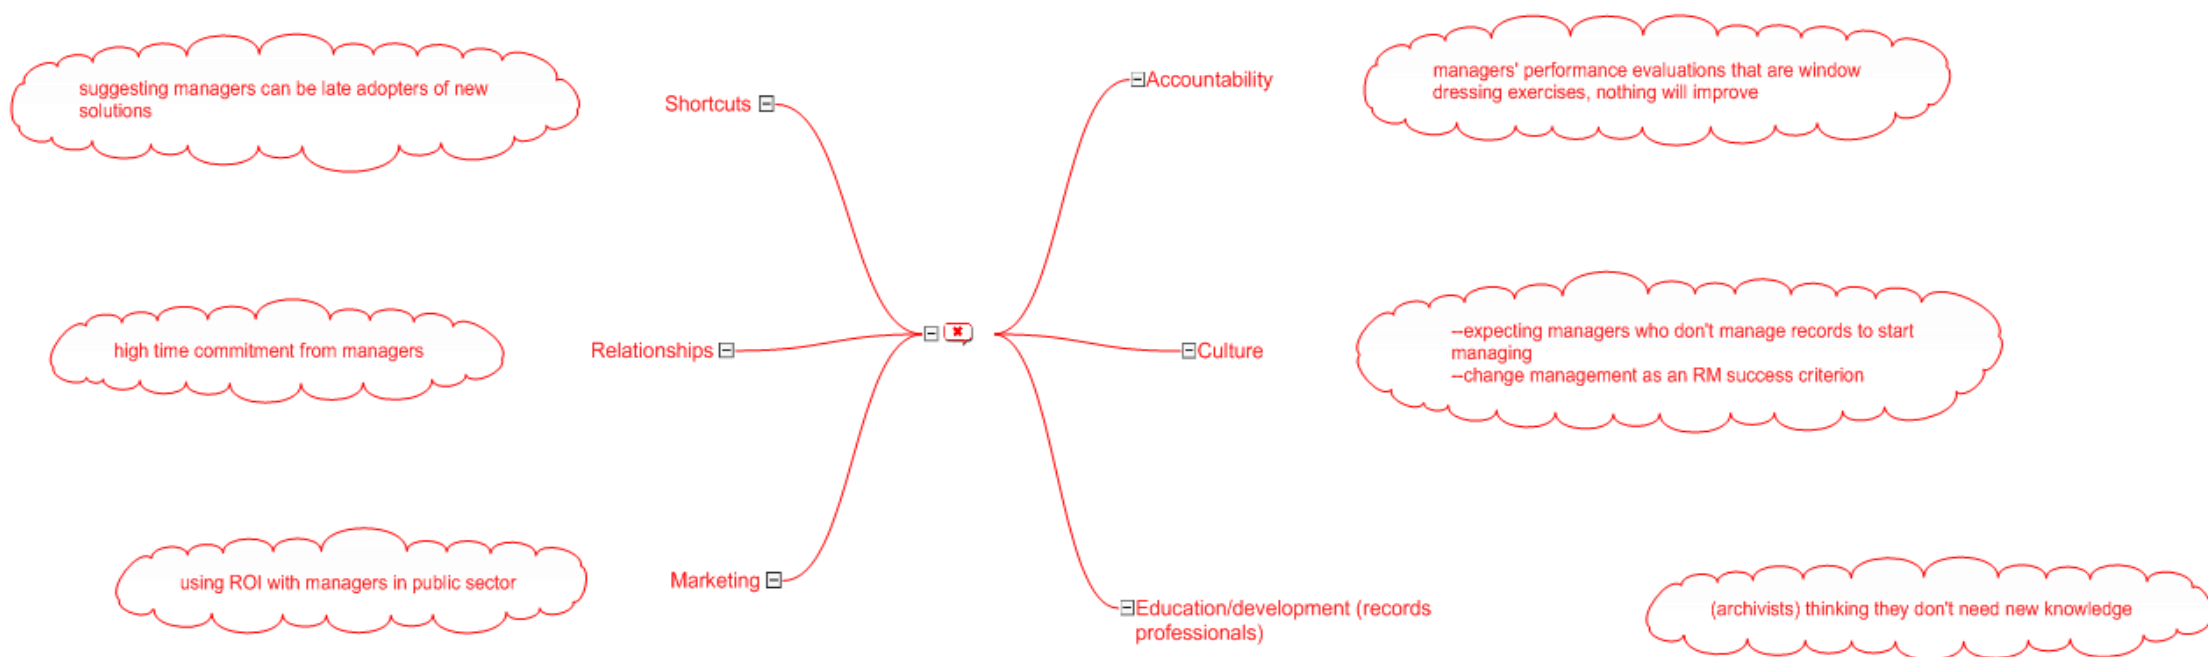 suggesting managers can be late adopters of new
solutions
Shortcuts
Accountability
managers' performance evaluations that are window
dressing exercises, nothing will improve
high time commitment from managers
Relationships
Culture
--expecting managers who don't manage records to start
managing
--change management as an RM success criterion
using ROI with managers in public sector
Marketing
Education/development (records
professionals)
(archivists) thinking they don't need new knowledge